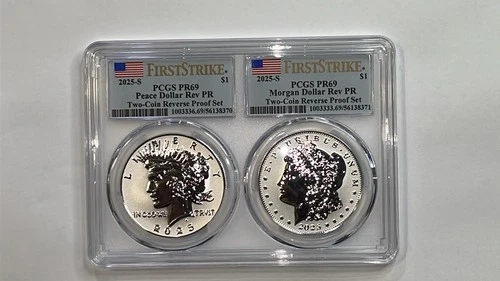 FIRSTSTRIKE®
2025-S $1
PCGS PR69
Peace Dollar Rev PR
Two-Coin Reverse Proof Set
1003336.69/56138370
FIRSTSTRIKE®
2025-S $1
PCGS PR69
Morgan Dollar Rev PR
Two-Coin Reverse Proof Set
1003337.69/56138371
LIBERTY
IN GOD WE TRVST
2025
E·PLURIBUS·UNUM
2025